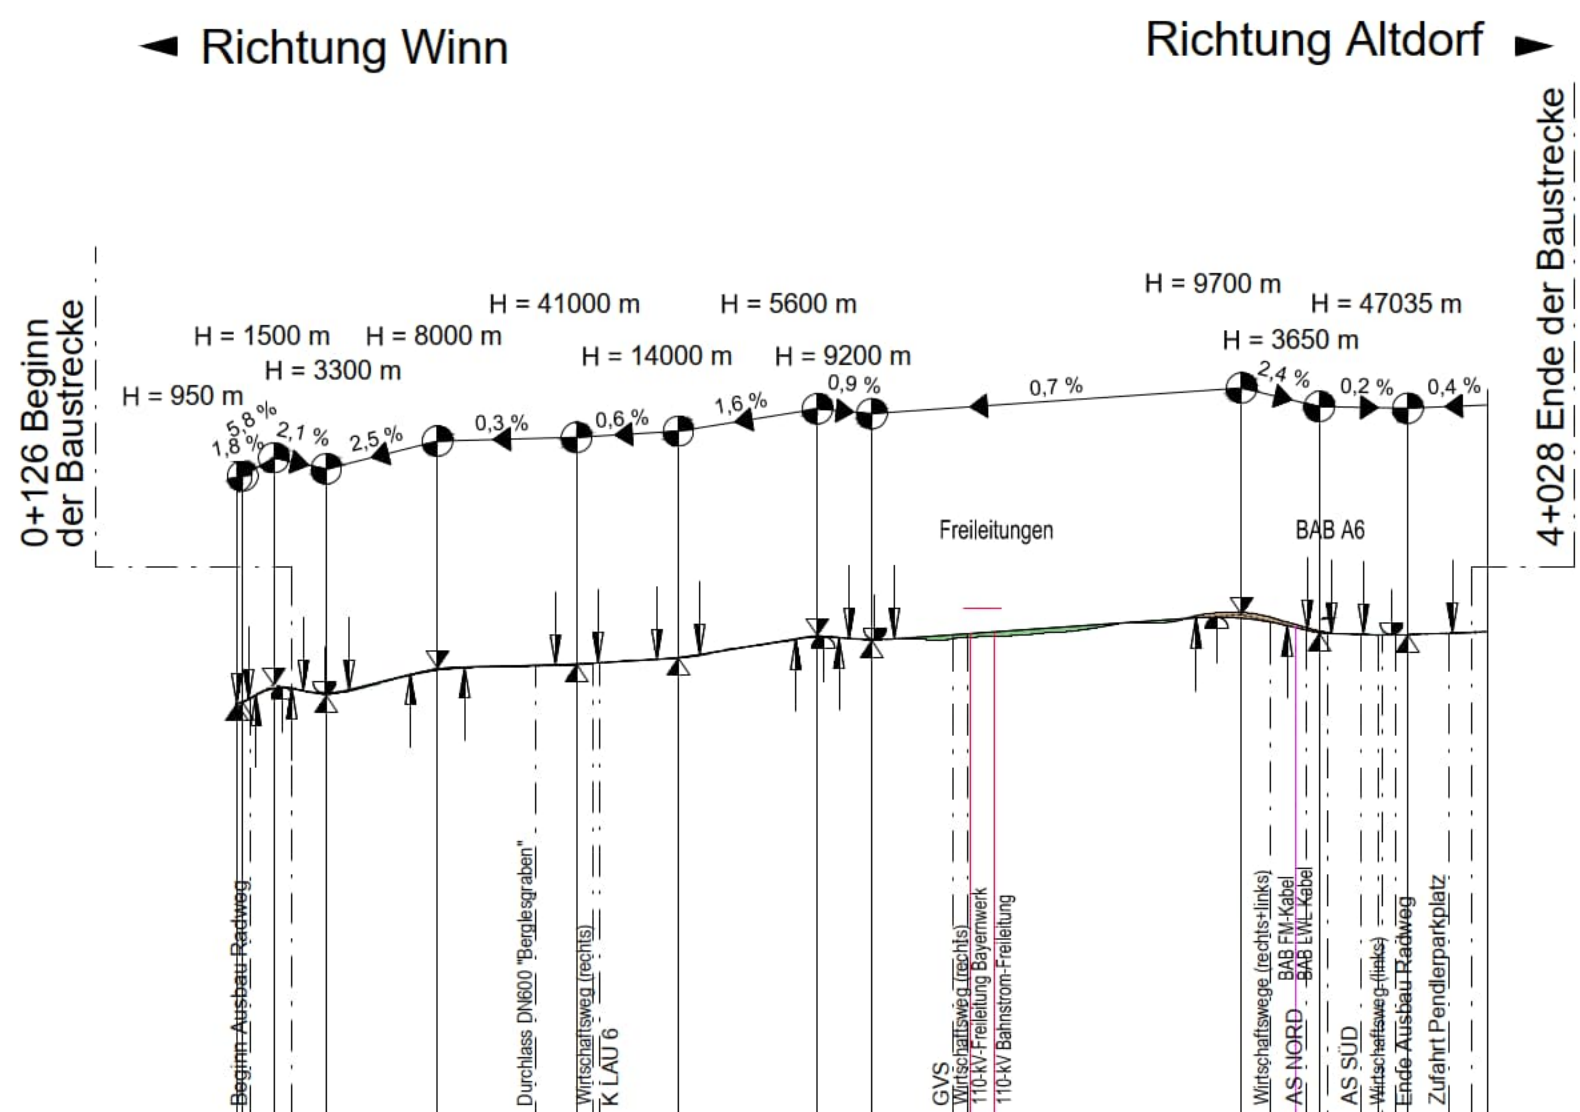 Richtung Winn
Richtung Altdorf
0+126 Beginn
der Baustrecke
4+028 Ende der Baustrecke
H = 9700 m
H = 41000 m
H = 5600 m
H = 47035 m
H = 1500 m
H = 8000 m
H = 3650 m
H = 14000 m
H = 9200 m
H = 3300 m
H = 950 m
1,8 %
5,8 %
2,1 %
2,5 %
0,3 %
0,6 %
1,6 %
0,9 %
0,7 %
2,4 %
0,2 %
0,4 %
Freileitungen
BAB A6
Beginn Ausbau Radweg
Durchlass DN600 "Berglesgraben"
Wirtschaftsweg (rechts)
K LAU 6
GVS
Wirtschaftsweg (rechts)
110-kV-Freileitung Bayernwerk
110-kV Bahnstrom-Freileitung
Wirtschaftswege (rechts+links)
BAB FM-Kabel
AS NORD
BAB LWL Kabel
AS SÜD
Wirtschaftsweg (links)
Ende Ausbau Radweg
Zufahrt Pendlerparkplatz